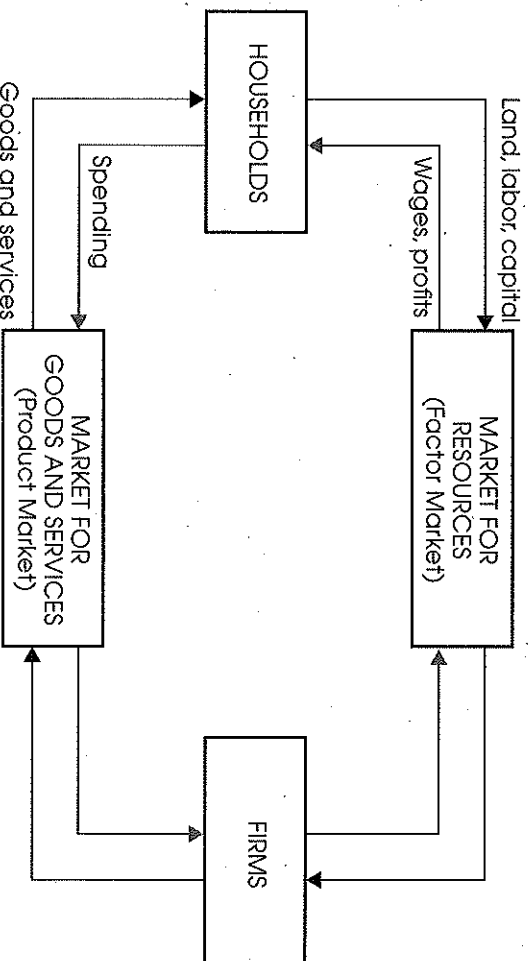 Land, labor, capital
Wages, profits
MARKET FOR
RESOURCES
(Factor Market)
HOUSEHOLDS
FIRMS
Spending
Goods and services
MARKET FOR
GOODS AND SERVICES
(Product Market)